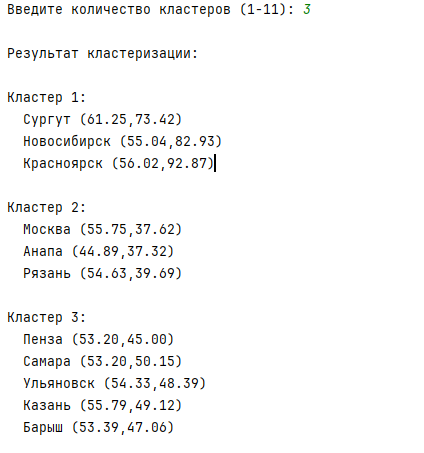 Введите количество кластеров (1-11): 3
Результат кластеризации:
Кластер 1:
Сургут (61.25,73.42)
Новосибирск (55.04,82.93)
Красноярск (56.02,92.87)
Кластер 2:
Москва (55.75,37.62)
Анапа (44.89,37.32)
Рязань (54.63,39.69)
Кластер 3:
Пенза (53.20,45.00)
Самара (53.20,50.15)
Ульяновск (54.33,48.39)
Казань (55.79,49.12)
Барыш (53.39,47.06)